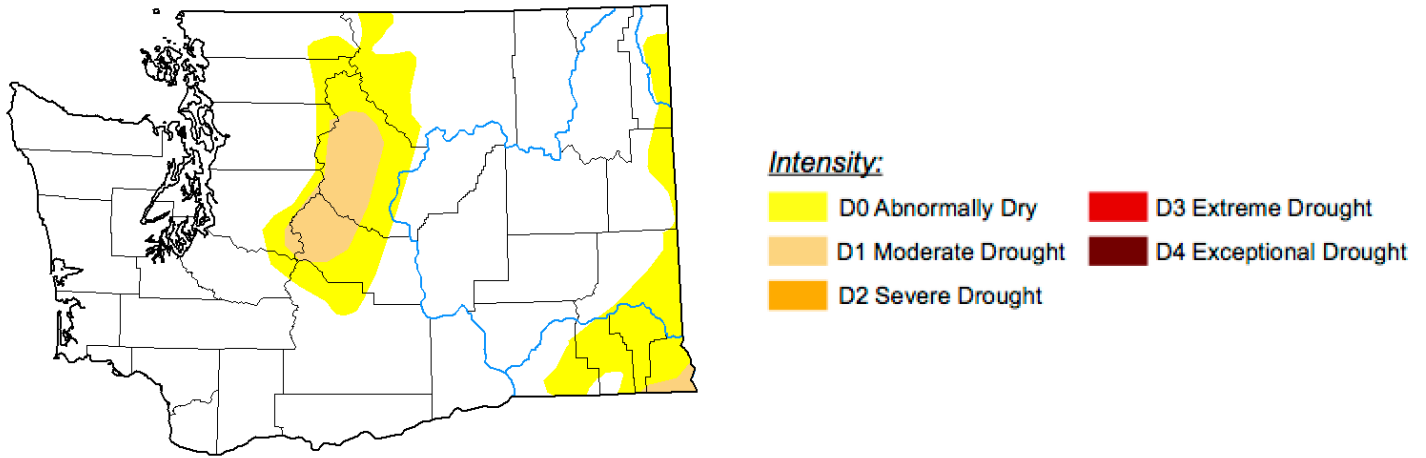 Intensity:
D0 Abnormally Dry
D1 Moderate Drought
D2 Severe Drought
D3 Extreme Drought
D4 Exceptional Drought